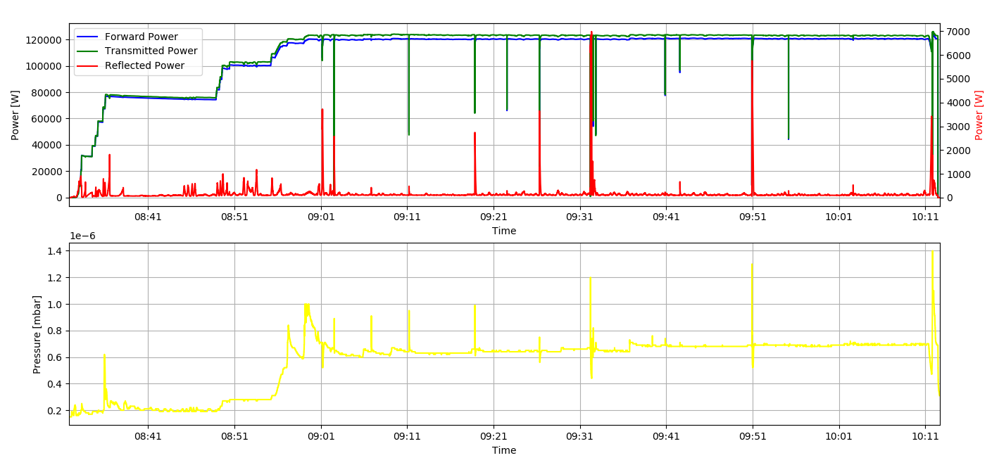 Forward Power
Transmitted Power
Reflected Power
120000
100000
80000
60000
40000
20000
0
Power [W]
7000
6000
5000
4000
3000
2000
1000
0
Power [W]
08:41 08:51 09:01 09:11 09:21 09:31 09:41 09:51 10:01 10:11
Time
1e−6
1.4
1.2
1.0
0.8
0.6
0.4
0.2
Pressure [mbar]
08:41 08:51 09:01 09:11 09:21 09:31 09:41 09:51 10:01 10:11
Time